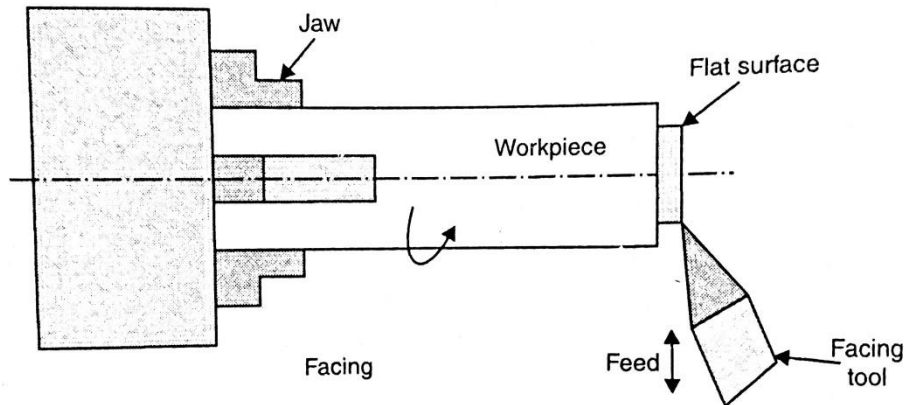 Jaw
Flat surface
Workpiece
Facing
Feed
Facing
tool